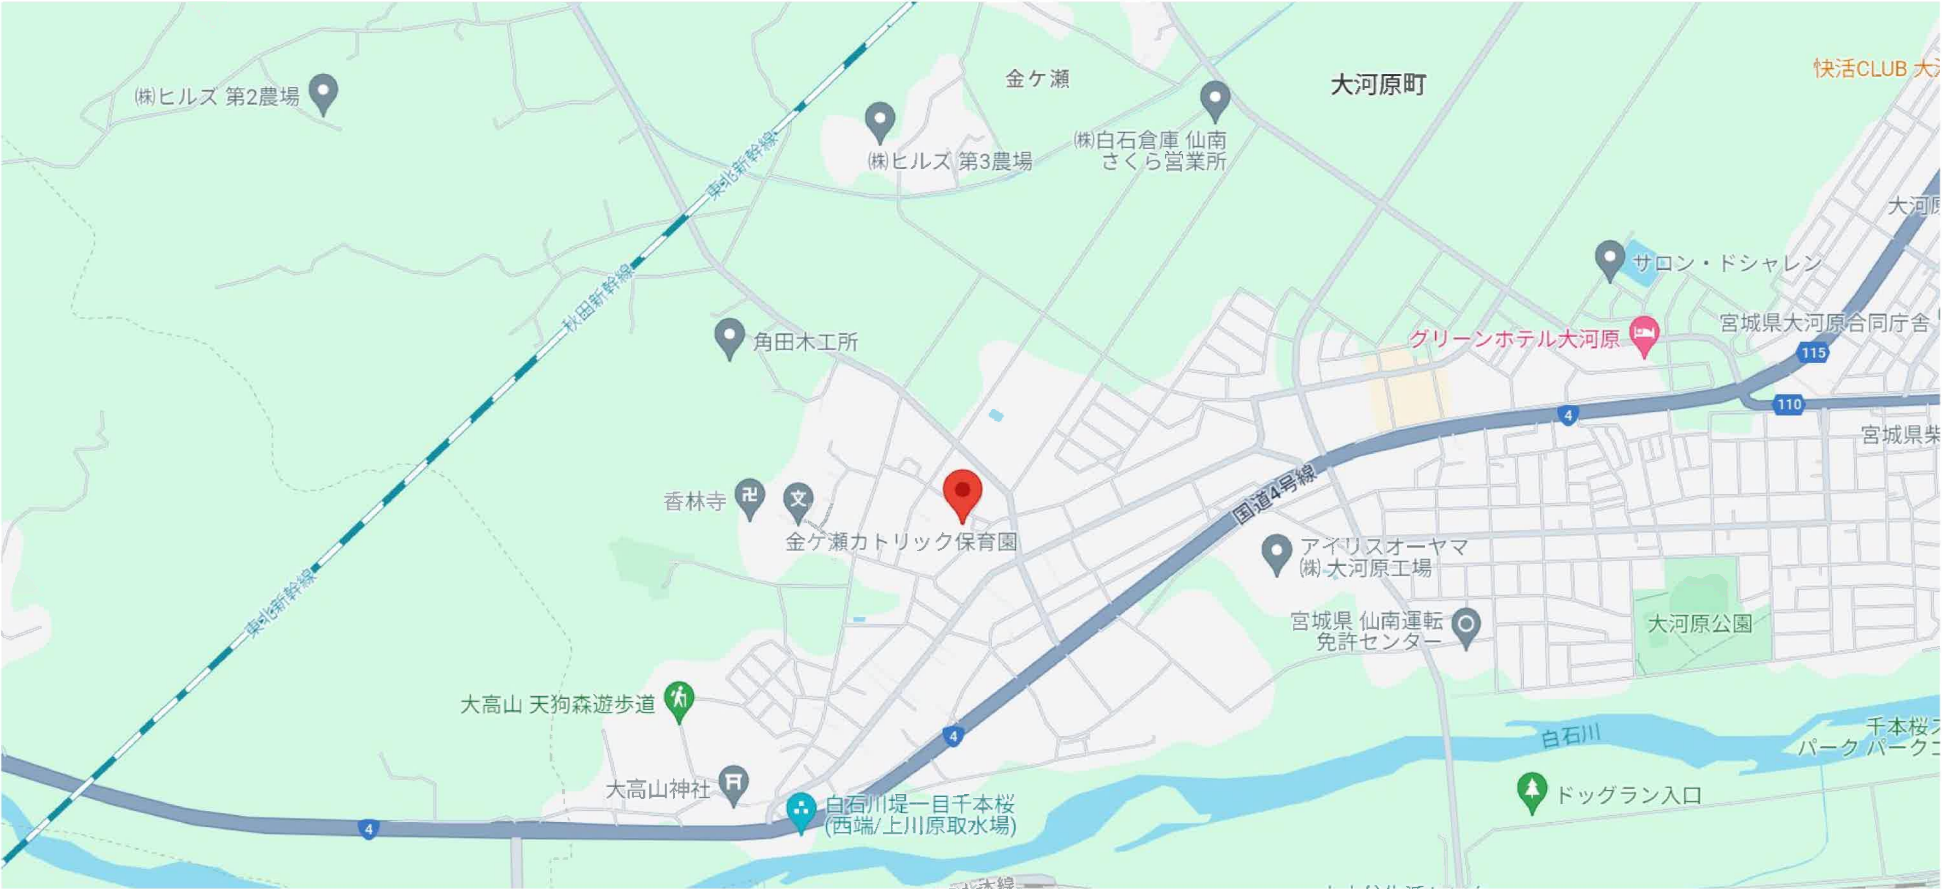 快活CLUB 大
金ケ瀬
大河原町
㈱ヒルズ 第2農場
㈱白石倉庫 仙南
さくら営業所
㈱ヒルズ 第3農場
東北新幹線
大河原
サロン・ドシャレン
秋田新幹線
宮城県大河原合同庁舎
角田木工所
グリーンホテル大河原
115
110
4
宮城県柴
国道4号線
香林寺
文
金ケ瀬カトリック保育園
アイリスオーヤマ
㈱ 大河原工場
東北新幹線
宮城県 仙南運転
免許センター
大河原公園
大高山 天狗森遊歩道
4
白石川
千本桜ス
パーク パークゴ
大高山神社
白石川堤一目千本桜
(西端/上川原取水場)
ドッグラン入口
4